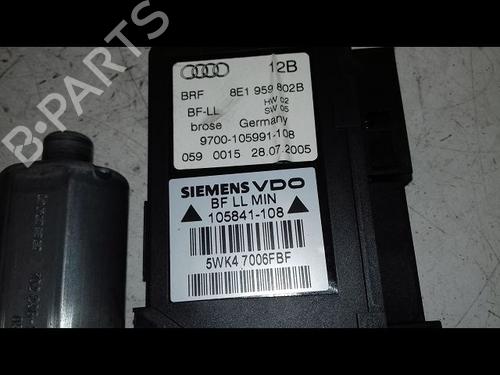 12B
BRF 8E1 959 802B
BF-LL HW 02
SW 05
brose Germany
9700-105991-108
059 0015 28.07.2005
SIEMENS VDO
BF LL MIN
105841-108
5WK4 7006FBF
B-PARTS